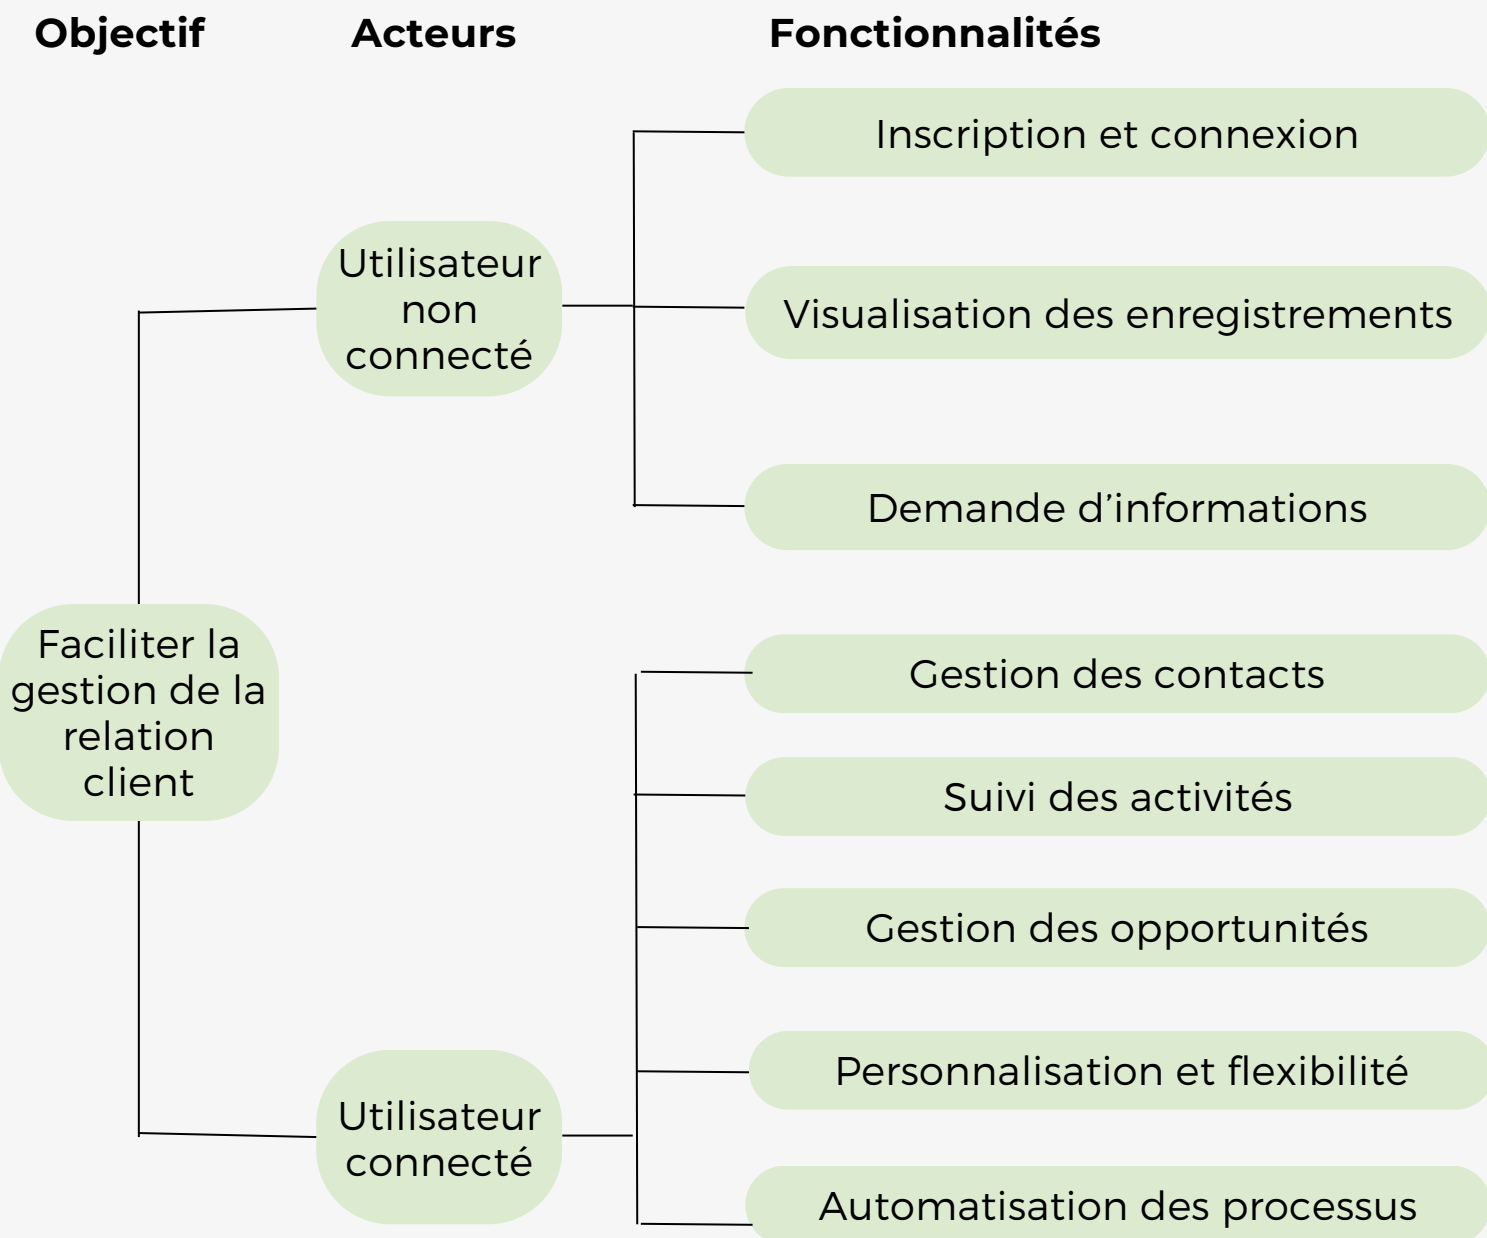 Objectif
Acteurs
Fonctionnalités
Inscription et connexion
Utilisateur
non
connecté
Visualisation des enregistrements
Demande d’informations
Faciliter la
gestion de la
relation
client
Gestion des contacts
Suivi des activités
Gestion des opportunités
Personnalisation et flexibilité
Utilisateur
connecté
Automatisation des processus